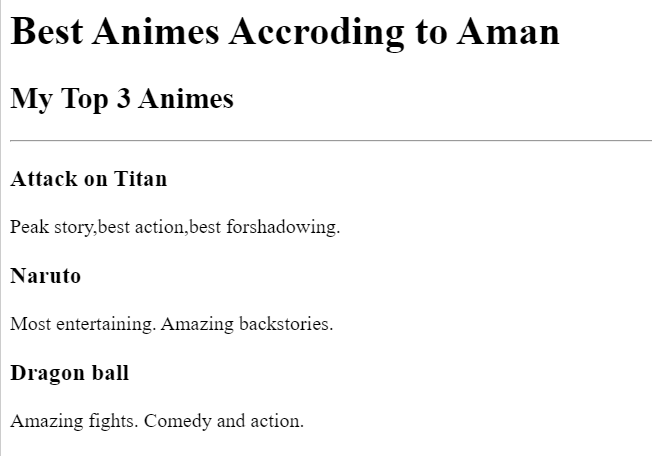 Best Animes Accroding to Aman
My Top 3 Animes
Attack on Titan
Peak story,best action,best forshadowing.
Naruto
Most entertaining. Amazing backstories.
Dragon ball
Amazing fights. Comedy and action.